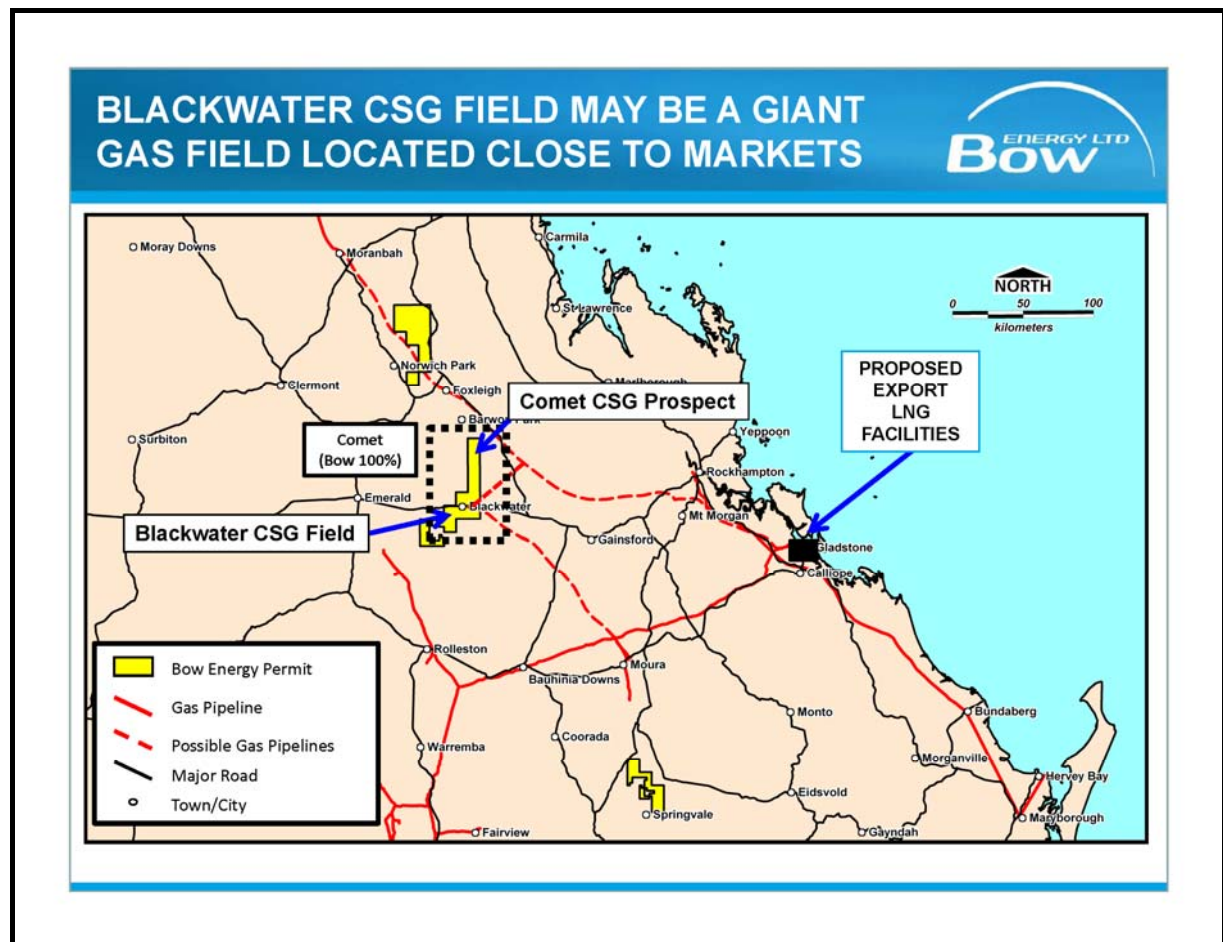 BLACKWATER CSG FIELD MAY BE A GIANT
GAS FIELD LOCATED CLOSE TO MARKETS
BOW
ENERGY LTD
Moray Downs
Moranbah
Carmila
NORTH
0 50 100
kilometers
St Lawrence
Norwich Park
Clermont
Foxleigh
Marlborough
PROPOSED
EXPORT
LNG
FACILITIES
Comet CSG Prospect
Barwon Park
Surbiton
Comet
(Bow 100%)
Yeppoon
Rockhampton
Emerald
Blackwater
Mt Morgan
Blackwater CSG Field
Gainsford
Gladstone
Calliope
Rolleston
Bauhinia Downs
Moura
Bow Energy Permit
Gas Pipeline
Possible Gas Pipelines
Major Road
Town/City
Monto
Bundaberg
Coorada
Warremba
Morganville
Hervey Bay
Eidsvold
Springvale
Maryborough
Fairview
Gayndah